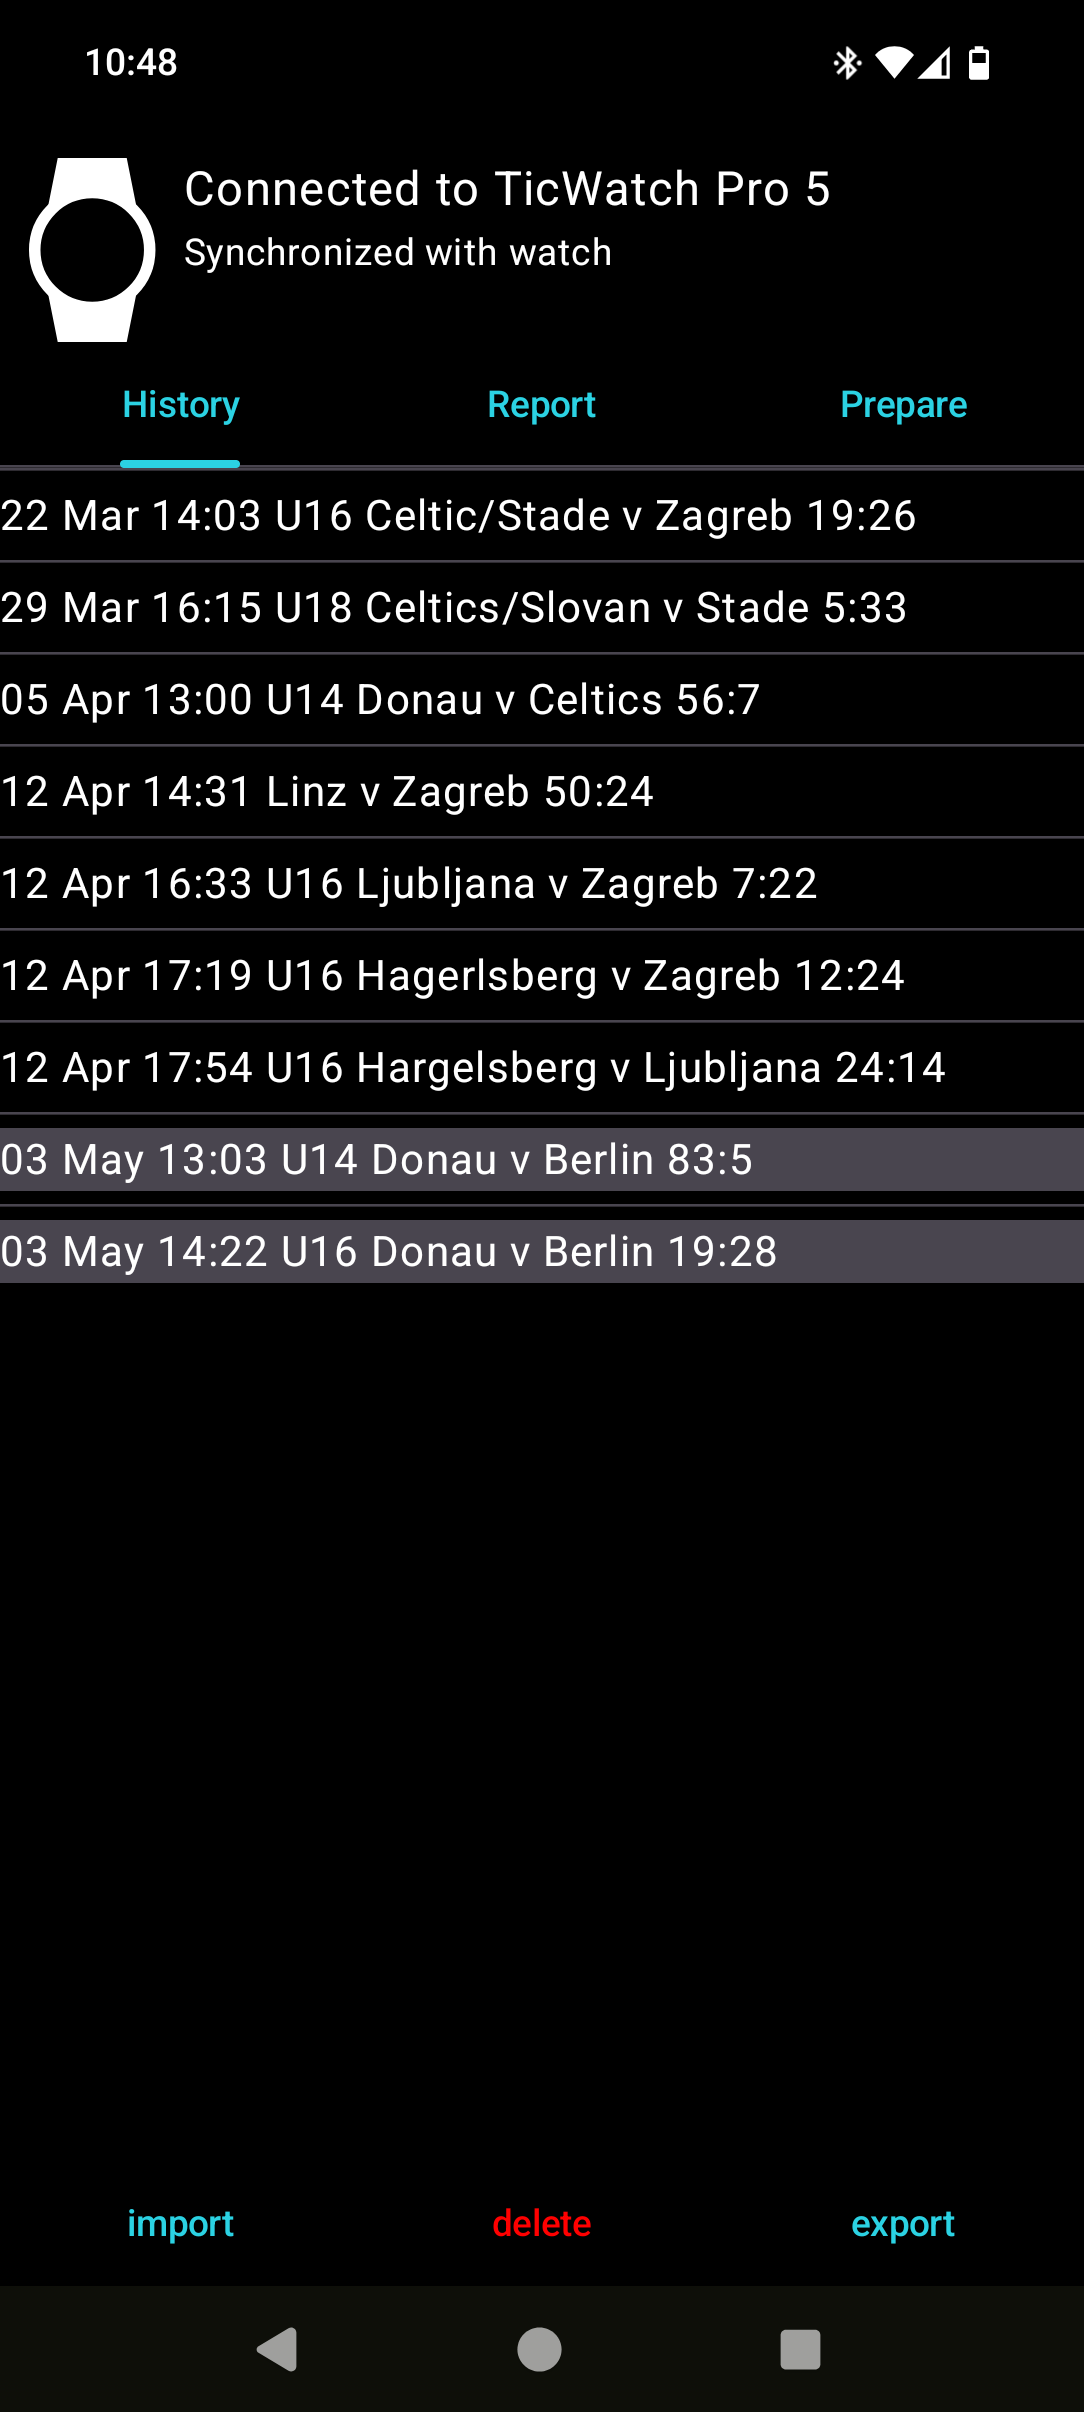 10:48
Connected to TicWatch Pro 5
Synchronized with watch
History Report Prepare
22 Mar 14:03 U16 Celtic/Stade v Zagreb 19:26
29 Mar 16:15 U18 Celtics/Slovan v Stade 5:33
05 Apr 13:00 U14 Donau v Celtics 56:7
12 Apr 14:31 Linz v Zagreb 50:24
12 Apr 16:33 U16 Ljubljana v Zagreb 7:22
12 Apr 17:19 U16 Hagerlsberg v Zagreb 12:24
12 Apr 17:54 U16 Hargelsberg v Ljubljana 24:14
03 May 13:03 U14 Donau v Berlin 83:5
03 May 14:22 U16 Donau v Berlin 19:28
import delete export